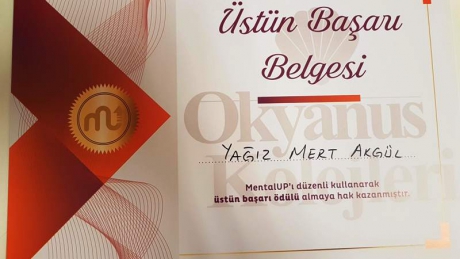 Üstün Başarı
Belgesi
Okyanus
Kolejleri
YAĞIZ MERT AKGÜL
MentalUP'ı düzenli kullanarak
üstün başarı ödülü almaya hak kazanmıştır.